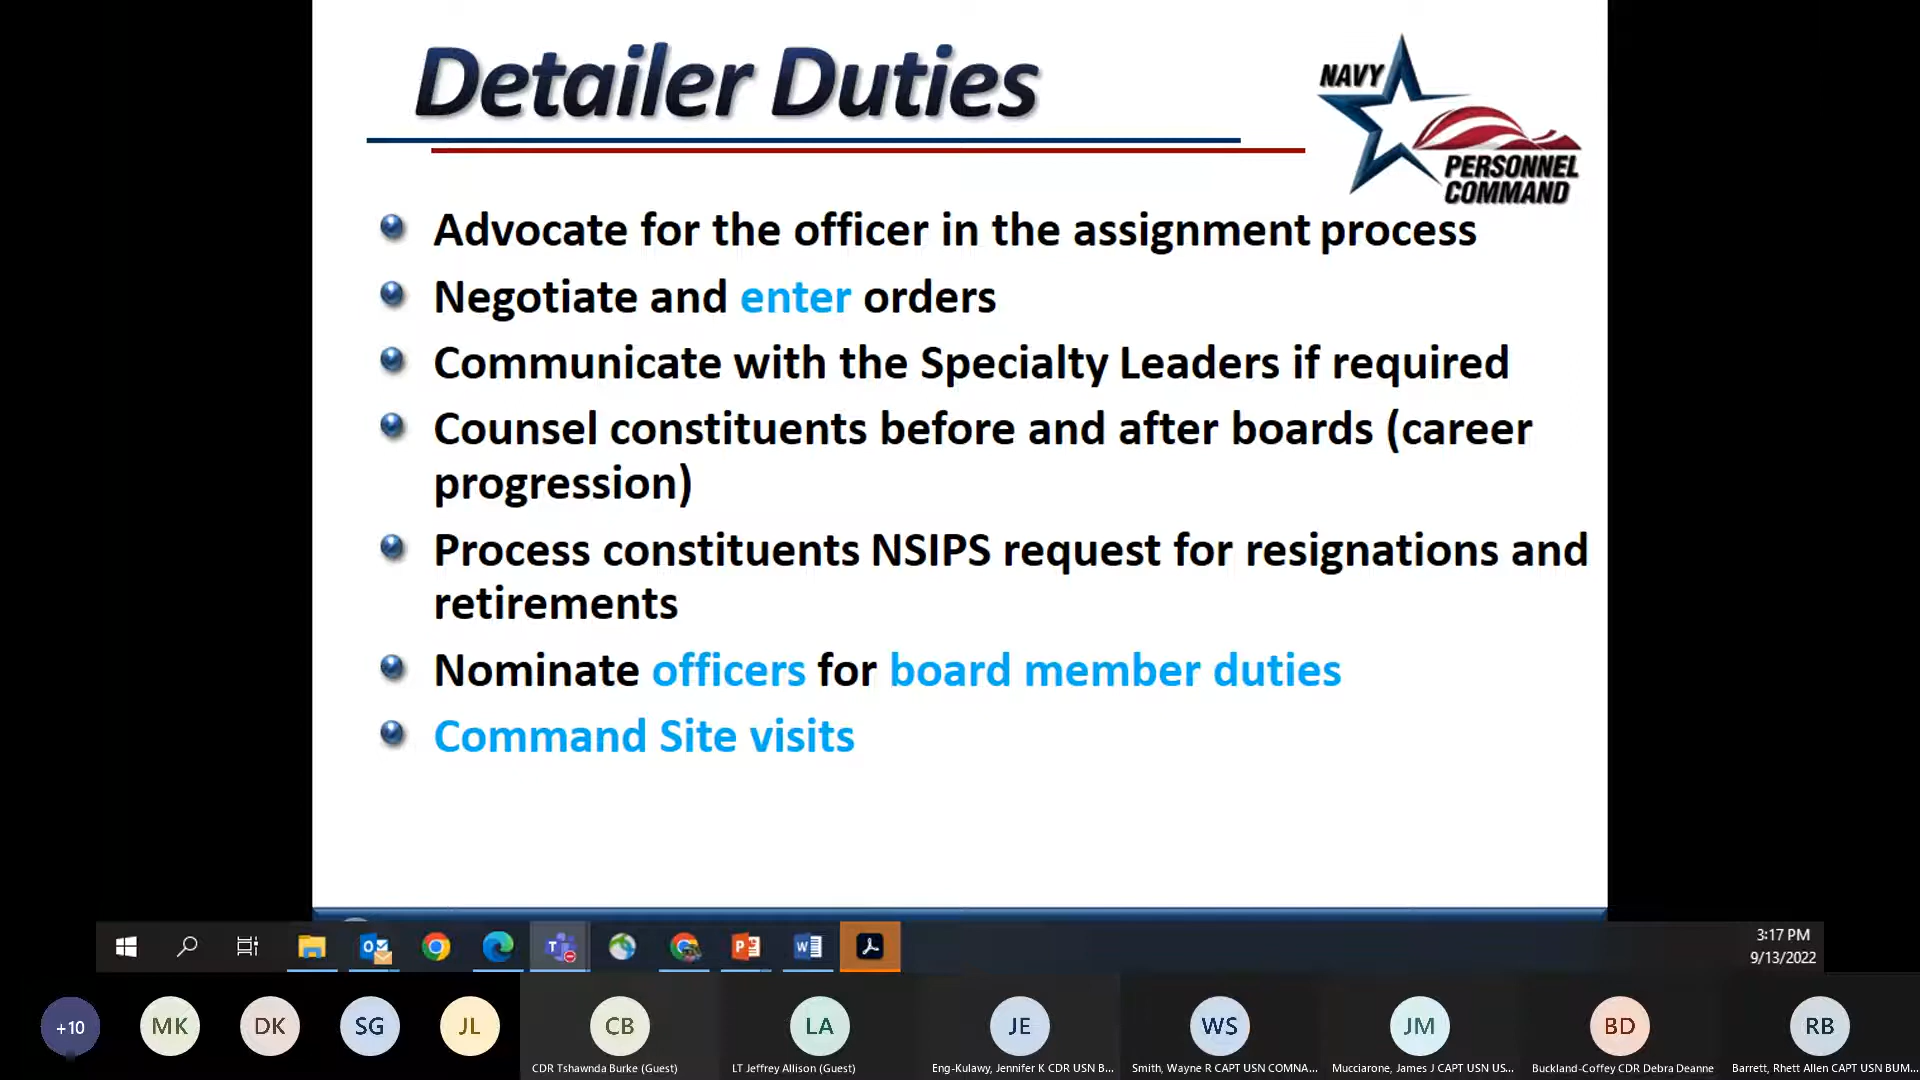 Detailer Duties
NAVY
PERSONNEL
COMMAND
Advocate for the officer in the assignment process
Negotiate and enter orders
Communicate with the Specialty Leaders if required
Counsel constituents before and after boards (career
progression)
Process constituents NSIPS request for resignations and
retirements
Nominate officers for board member duties
Command Site visits
3:17 PM
9/13/2022
+10
MK
DK
SG
JL
CB
LA
JE
WS
JM
BD
RB
CDR Tshawnda Burke (Guest)
LT Jeffrey Allison (Guest)
Eng-Kulawy, Jennifer K CDR USN B...
Smith, Wayne R CAPT USN COMNA...
Mucciarone, James J CAPT USN US...
Buckland-Coffey CDR Debra Deanne
Barrett, Rhett Allen CAPT USN BUM...